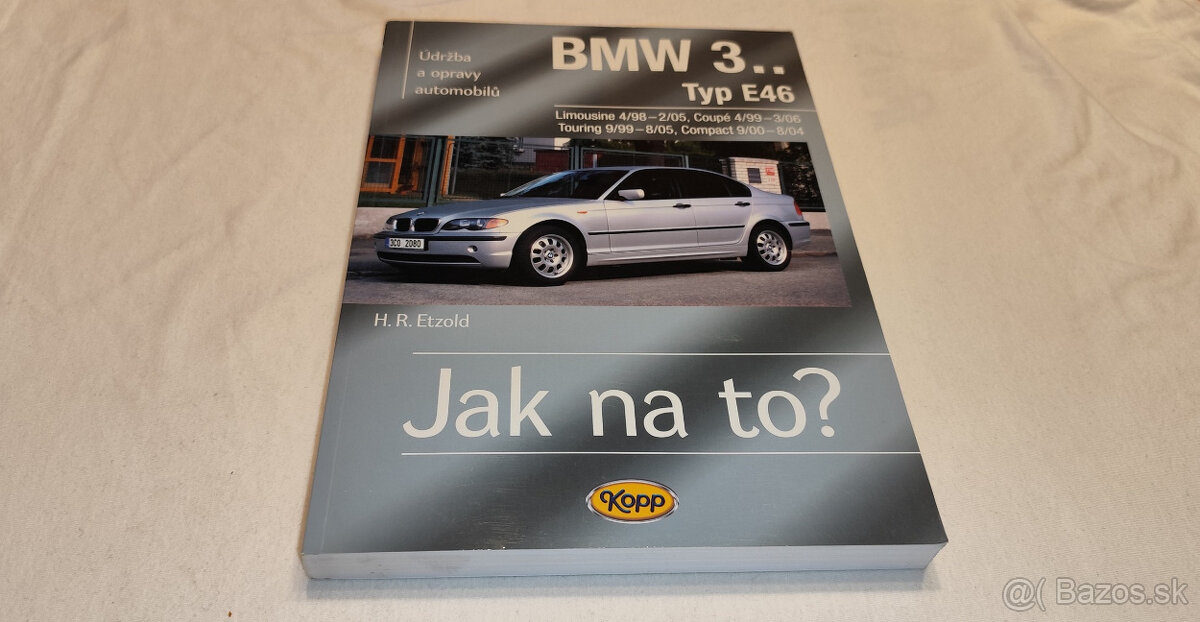 Údržba
a opravy
automobilů
BMW 3..
Typ E46
Limousine 4/98–2/05, Coupé 4/99–3/06
Touring 9/99–8/05, Compact 9/00–8/04
3C0 2080
H. R. Etzold
Jak na to?
Kopp
@( Bazos.sk